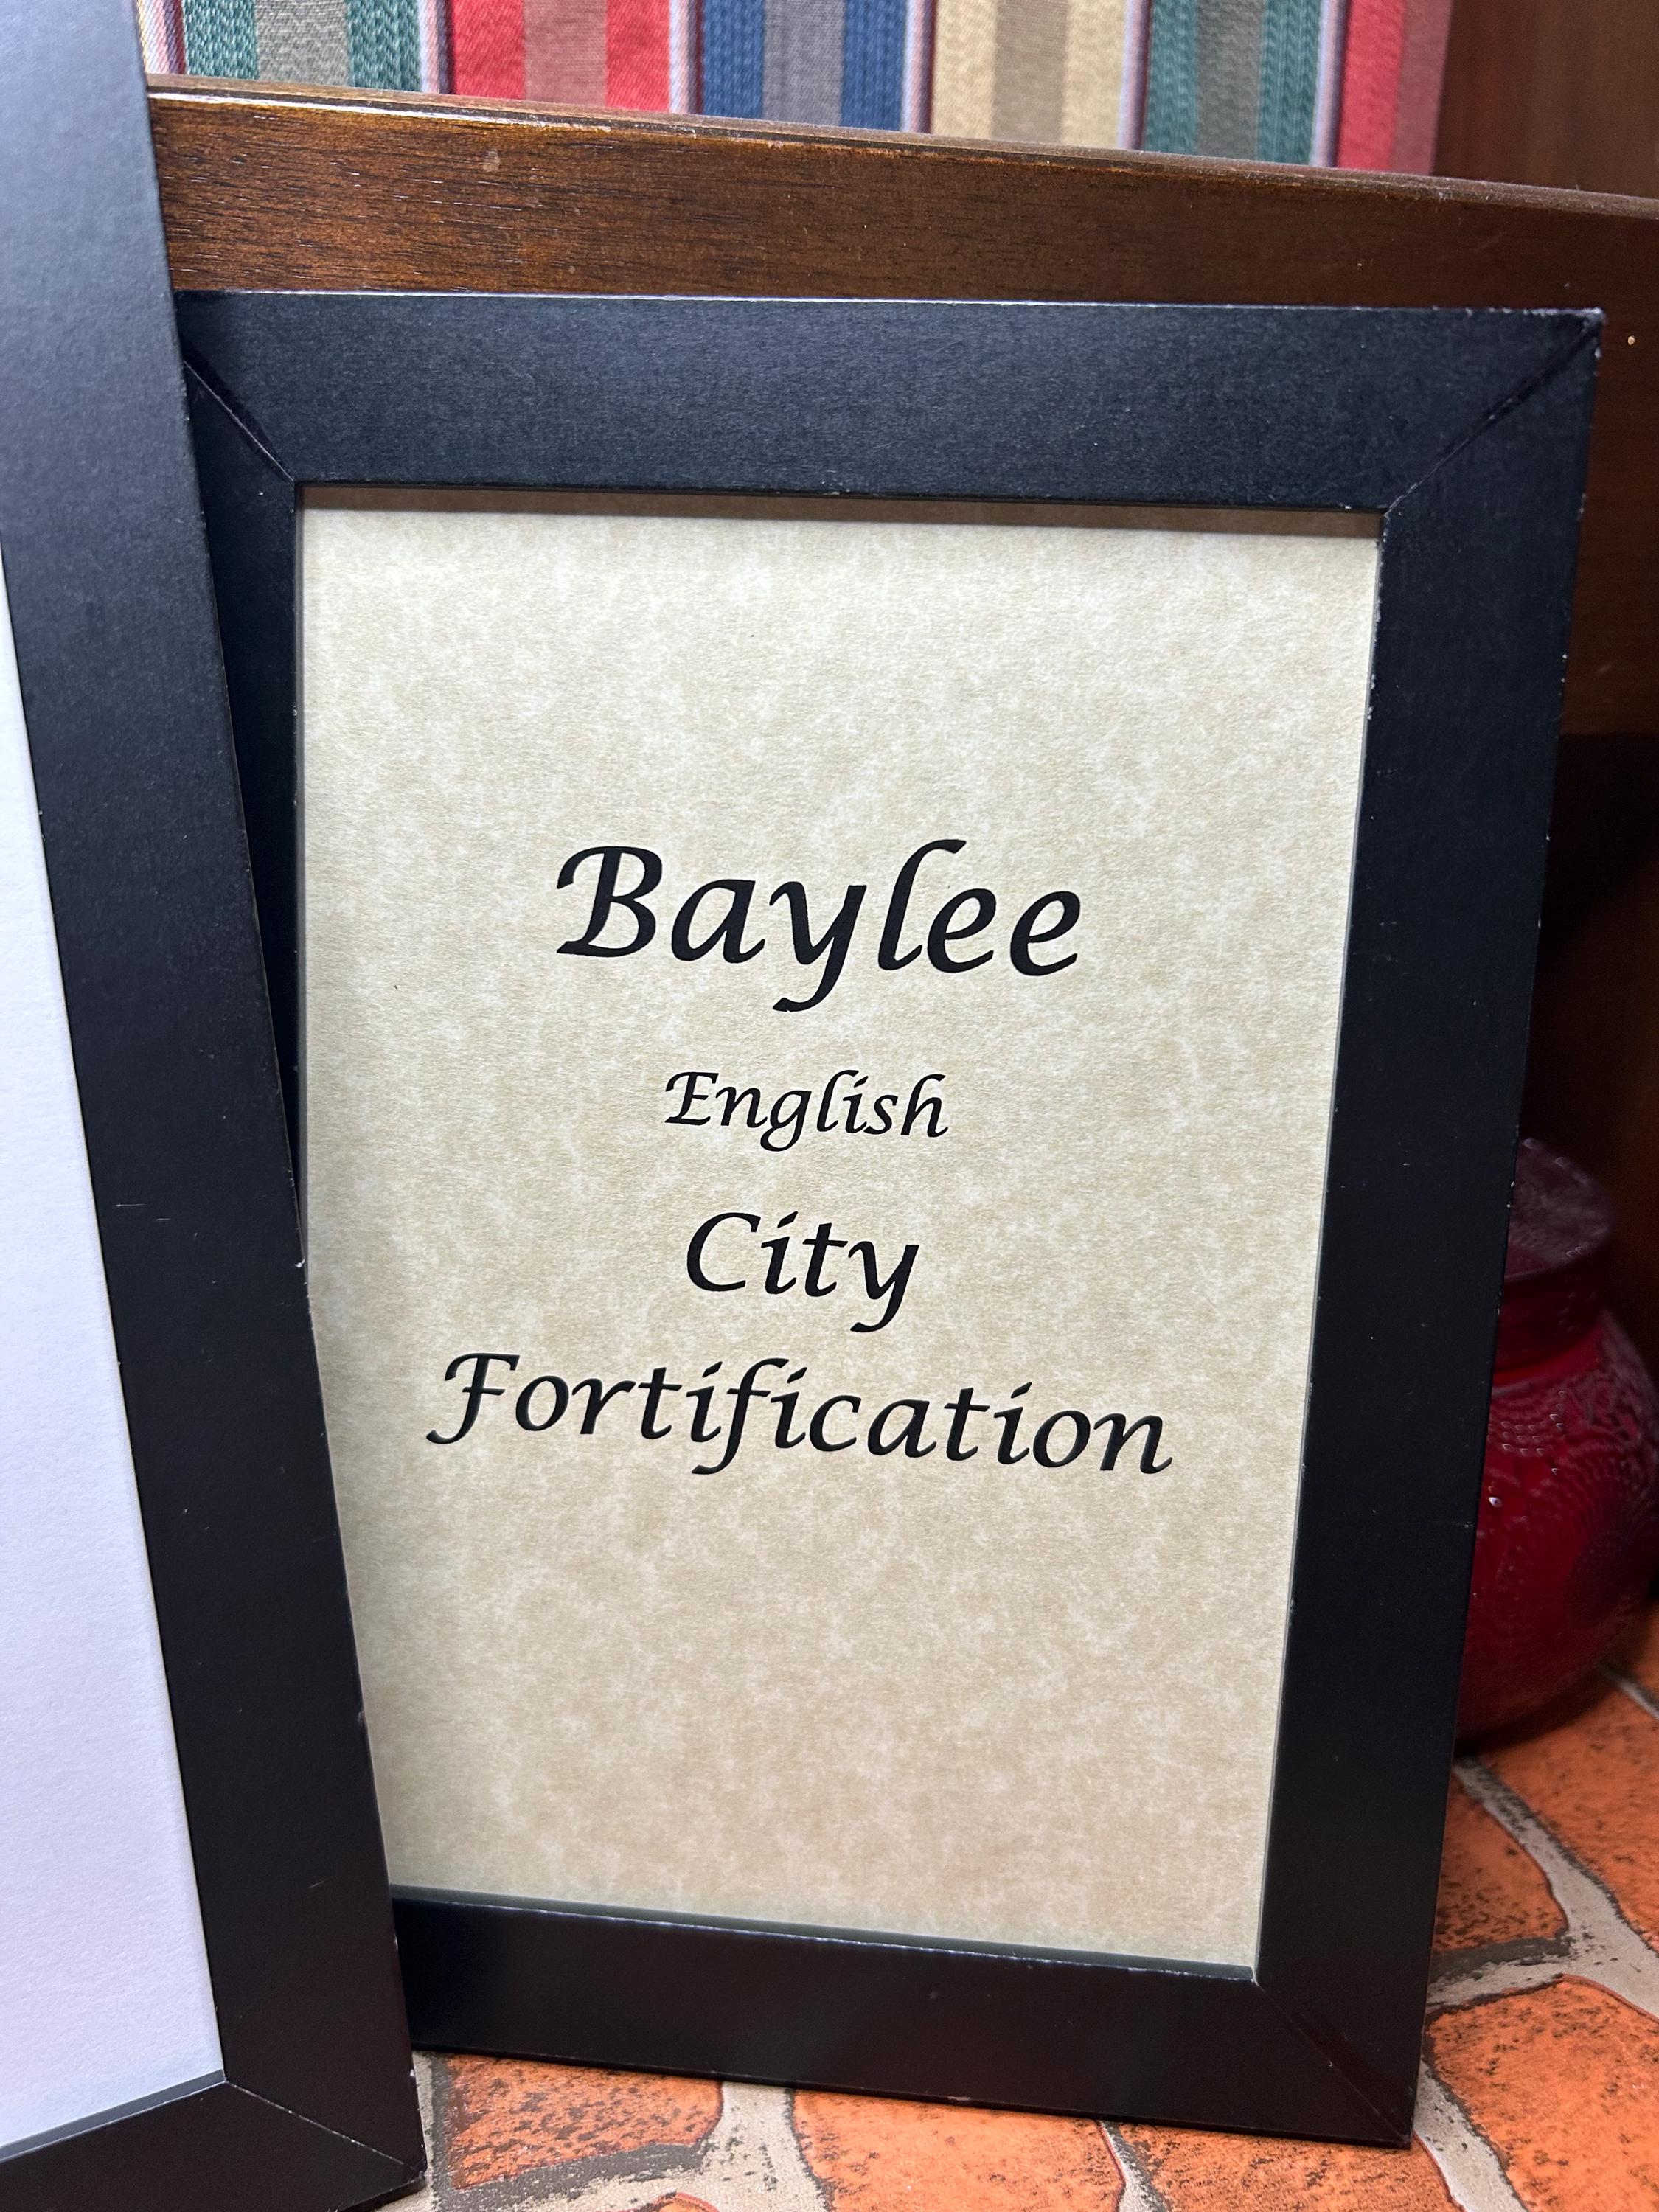 Baylee
English
City
Fortification